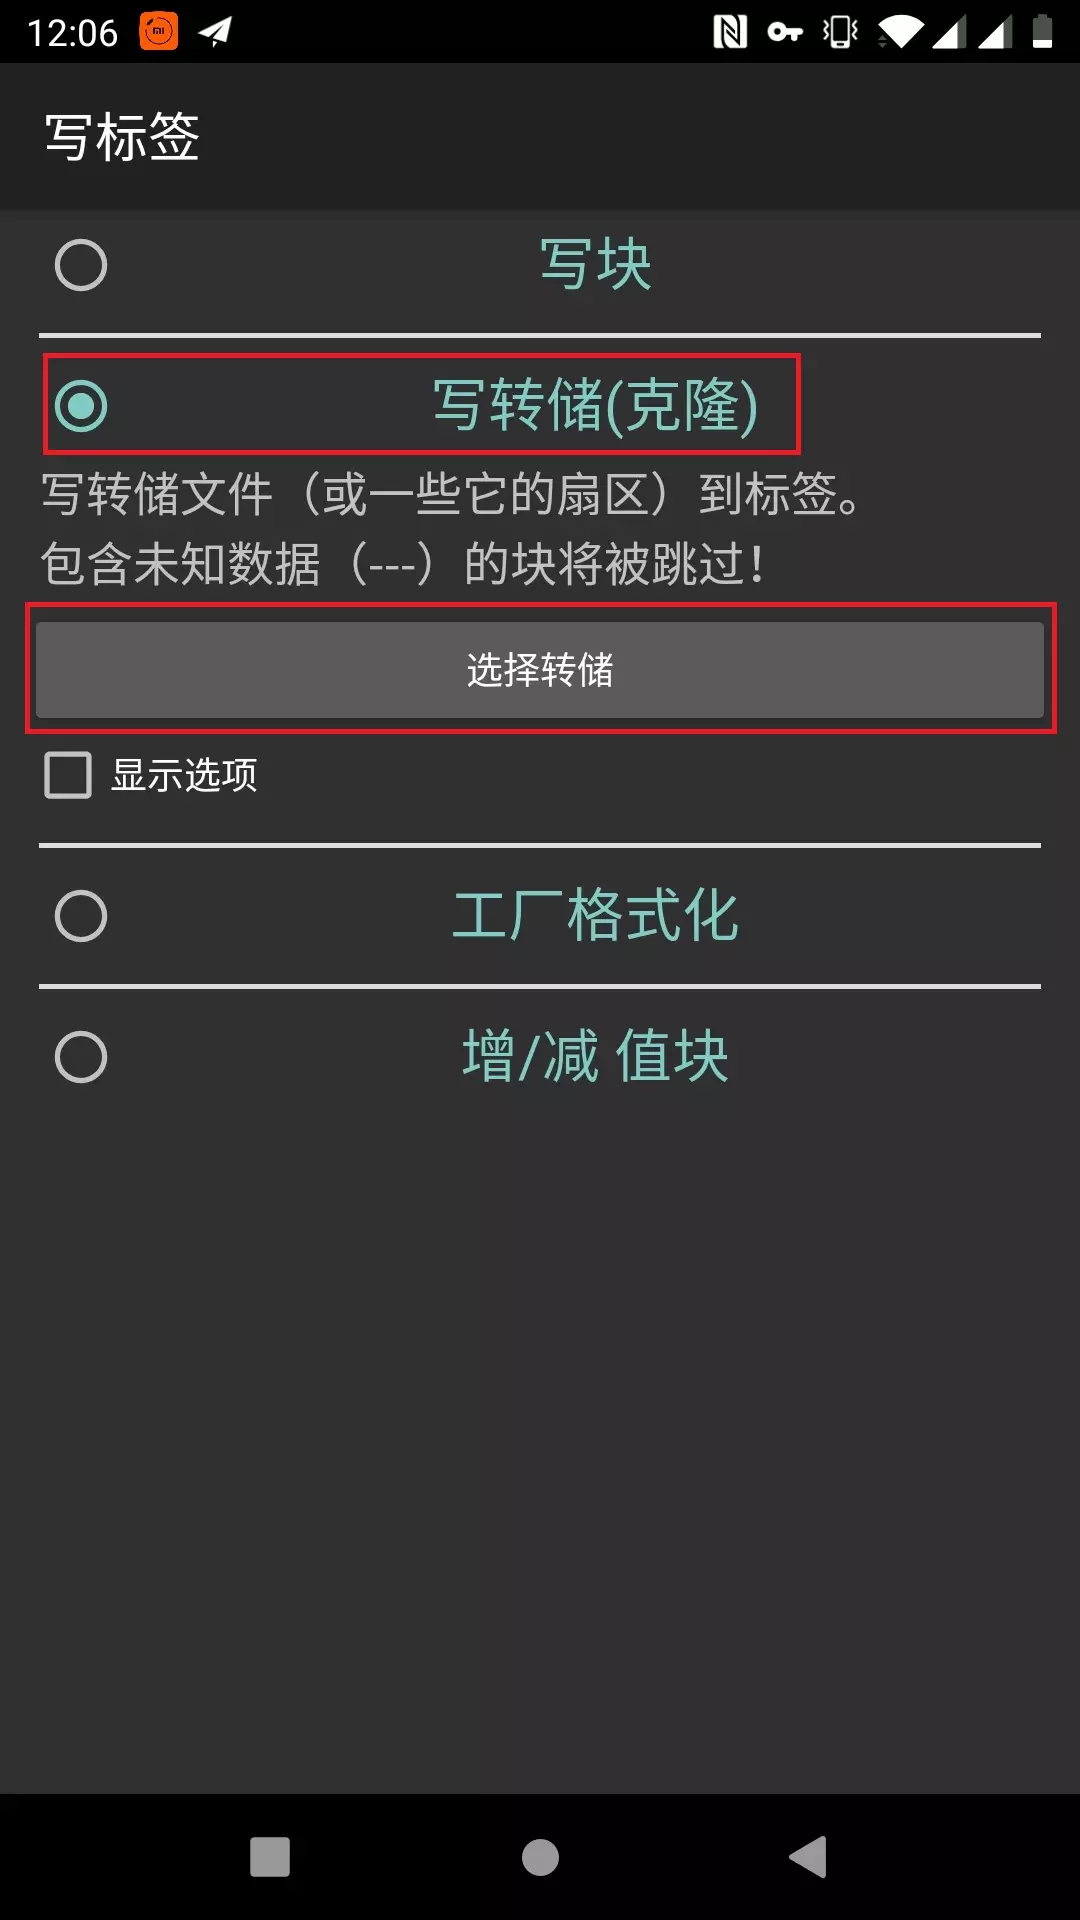 12:06
写标签
写块
写转储(克隆)
写转储文件（或一些它的扇区）到标签。
包含未知数据（---）的块将被跳过！
选择转储
显示选项
工厂格式化
增/减 值块